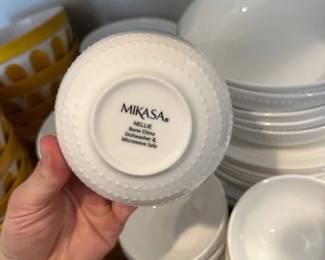 MIKASA®
NELLIE
Bone China
Dishwasher &
Microwave Safe